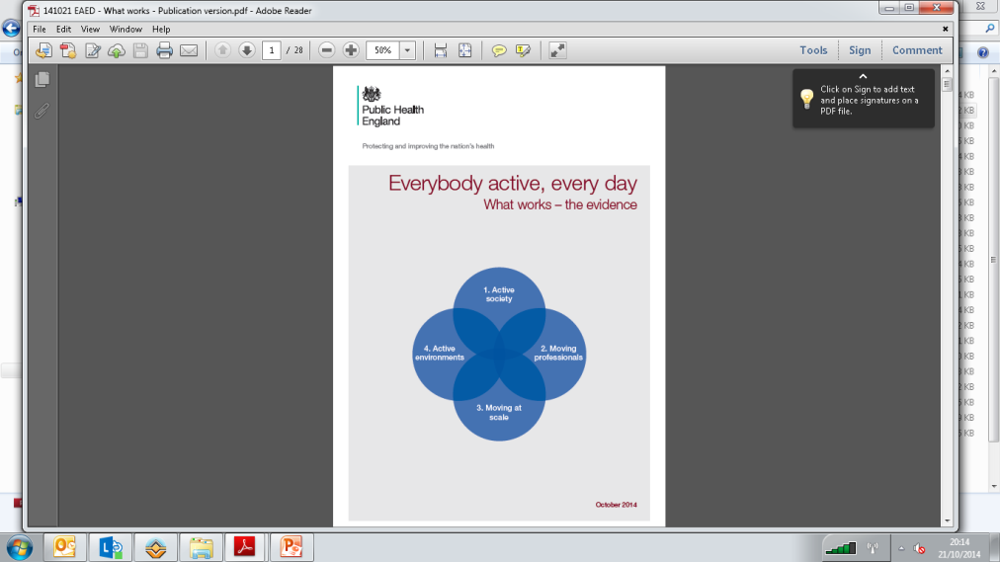 141021 EAED - What works - Publication version.pdf - Adobe Reader
File Edit View Window Help
1 / 28 50% Tools Sign Comment
Click on Sign to add text
and place signatures on a
PDF file.
Public Health
England
Protecting and improving the nation's health
Everybody active, every day
What works – the evidence
1. Active
society
4. Active
environments
2. Moving
professionals
3. Moving at
scale
October 2014
20:14
21/10/2014